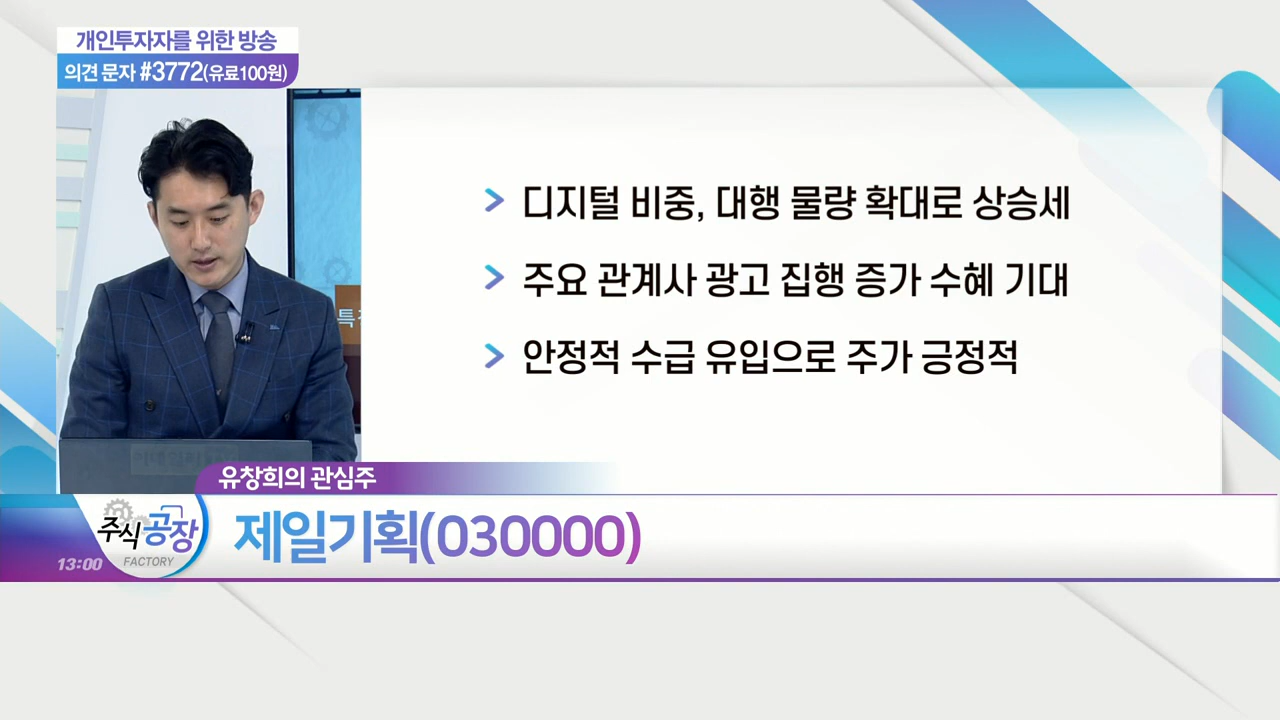 개인투자자를 위한 방송
의견 문자 #3772(유료100원)
디지털 비중, 대행 물량 확대로 상승세
주요 관계사 광고 집행 증가 수혜 기대
안정적 수급 유입으로 주가 긍정적
특
유창희의 관심주
주식공장
FACTORY
13:00
제일기획(030000)